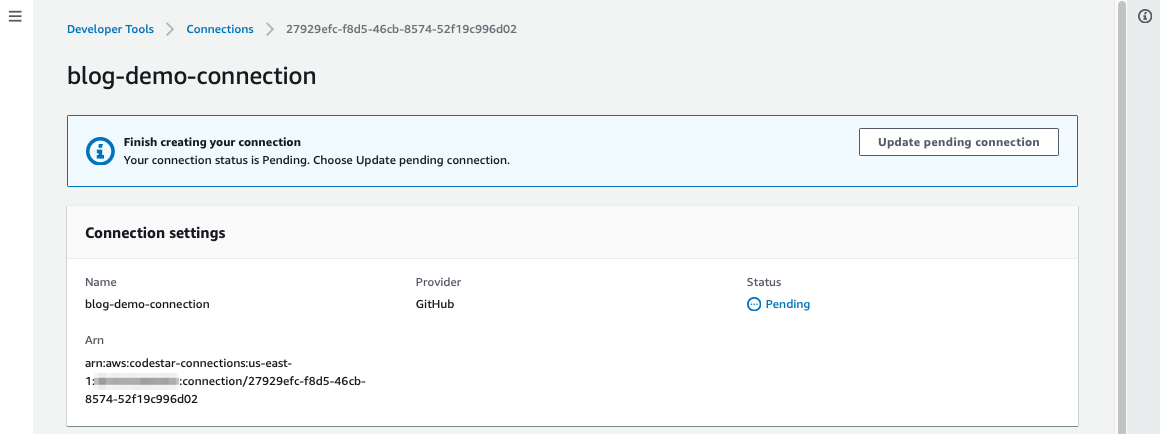 Developer Tools > Connections > 27929efc-f8d5-46cb-8574-52f19c996d02
blog-demo-connection
Finish creating your connection
Your connection status is Pending. Choose Update pending connection.
Update pending connection
Connection settings
Name
blog-demo-connection
Provider
GitHub
Status
Pending
Arn
arn:aws:codestar-connections:us-east-
1: :connection/27929efc-f8d5-46cb-
8574-52f19c996d02